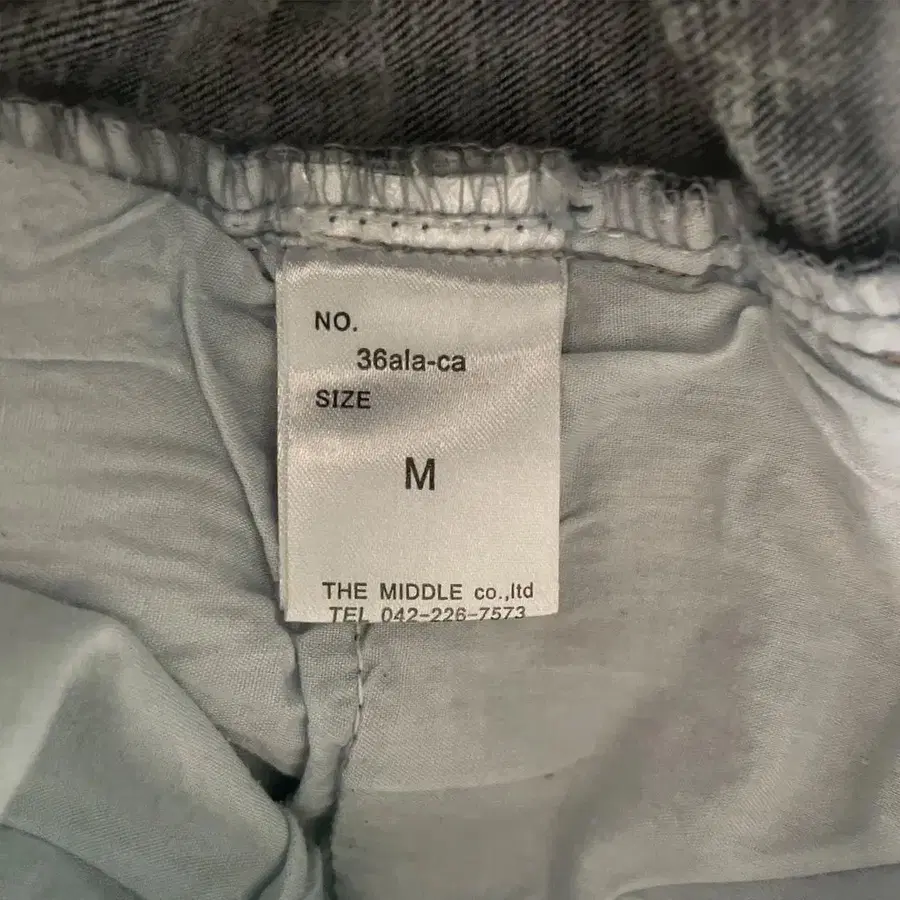 NO.
36ala-ca
SIZE
M
THE MIDDLE co.,ltd
TEL 042-226-7573